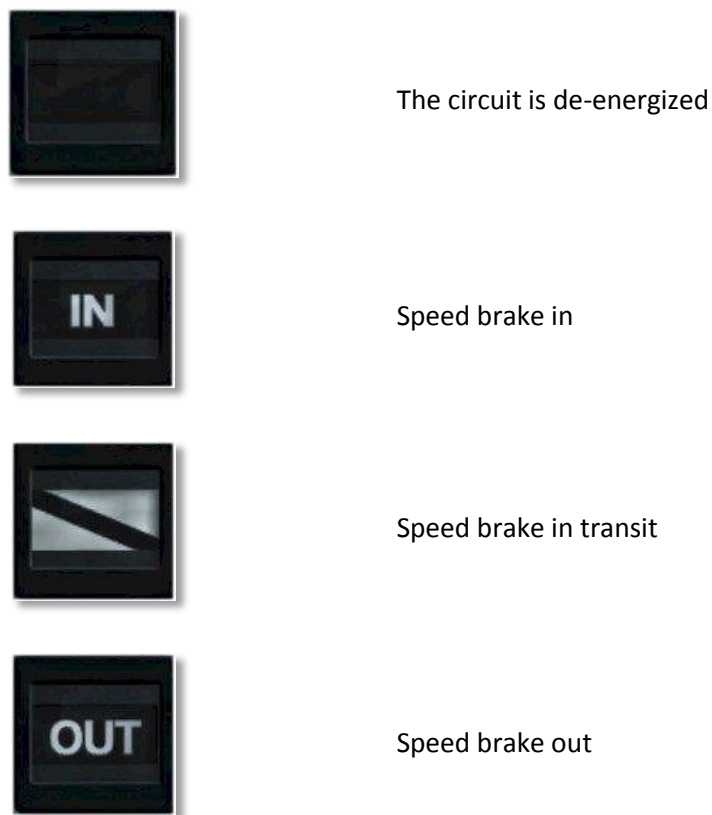 The circuit is de-energized
IN
Speed brake in
Speed brake in transit
OUT
Speed brake out